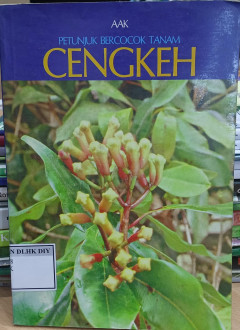 AAK
PETUNJUK BERCOCOK TANAM
CENGKEH
N DLHK DIY